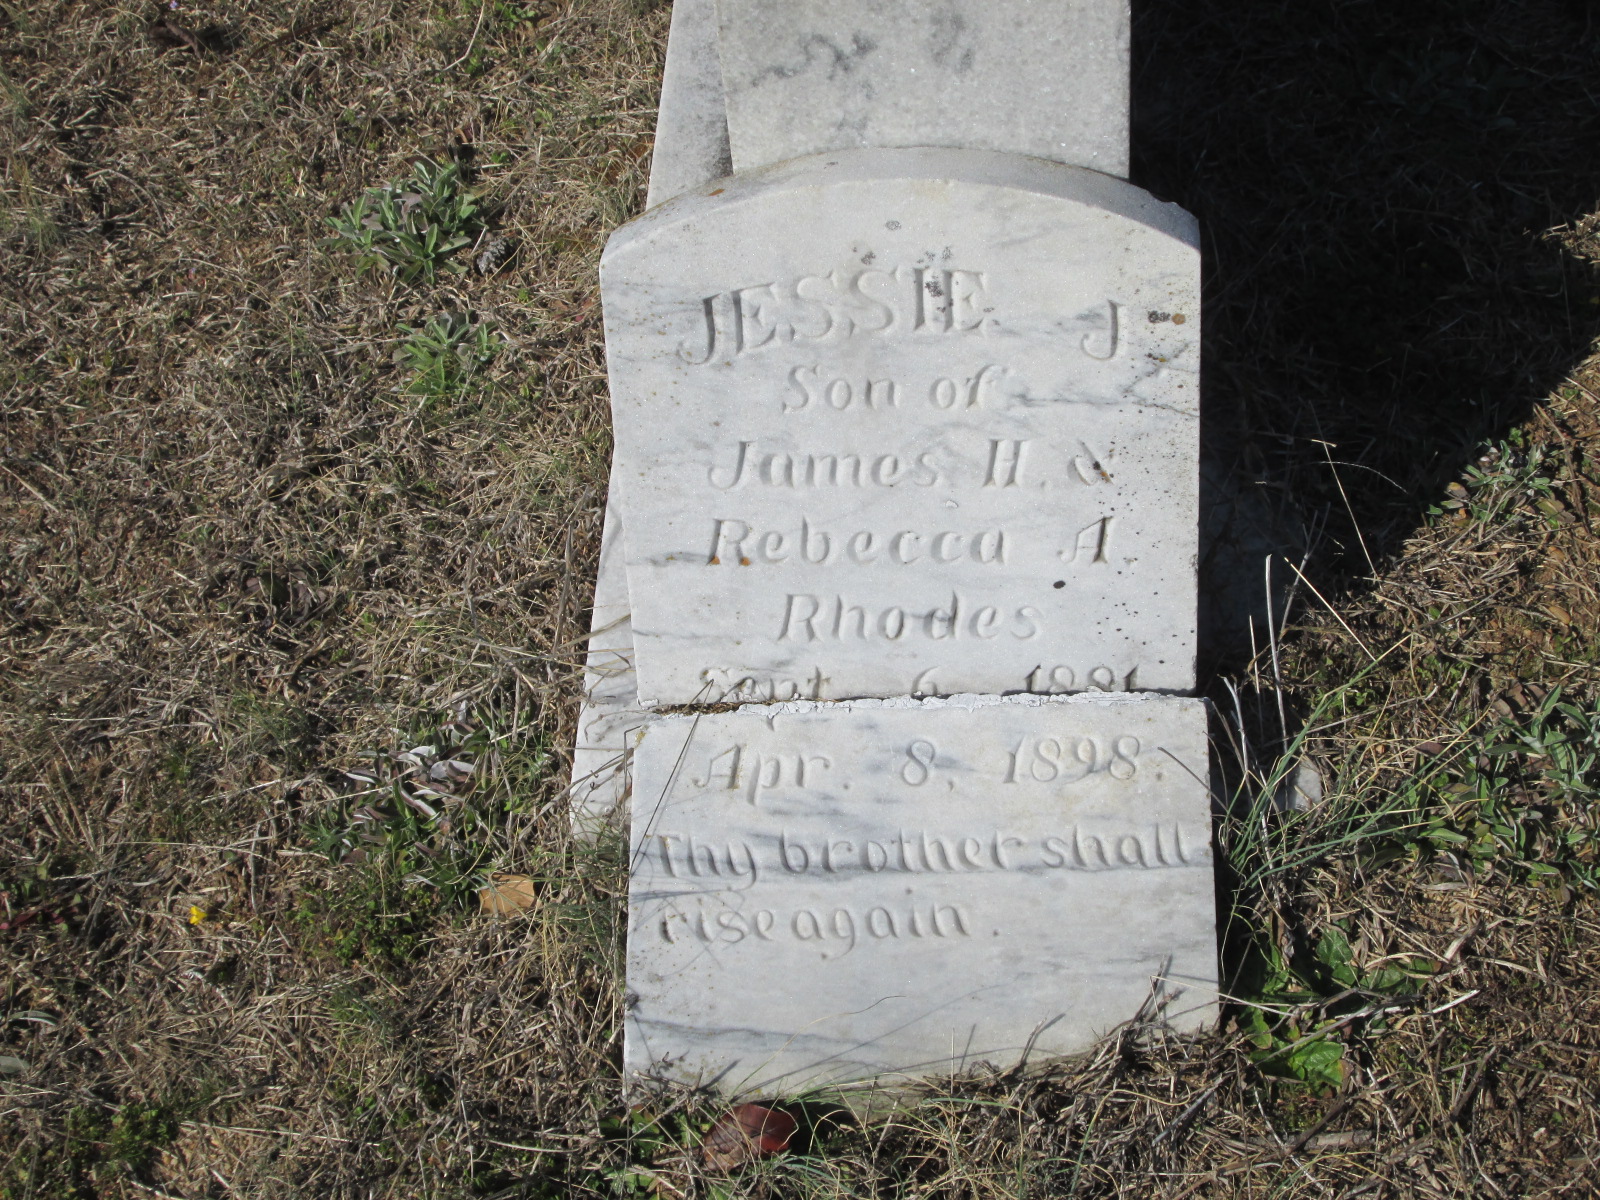 JESSIE J
Son of
James H. &
Rebecca A.
Rhodes
Sept. 6, 1881
Apr. 8, 1898.
Thy brother shall
rise again.